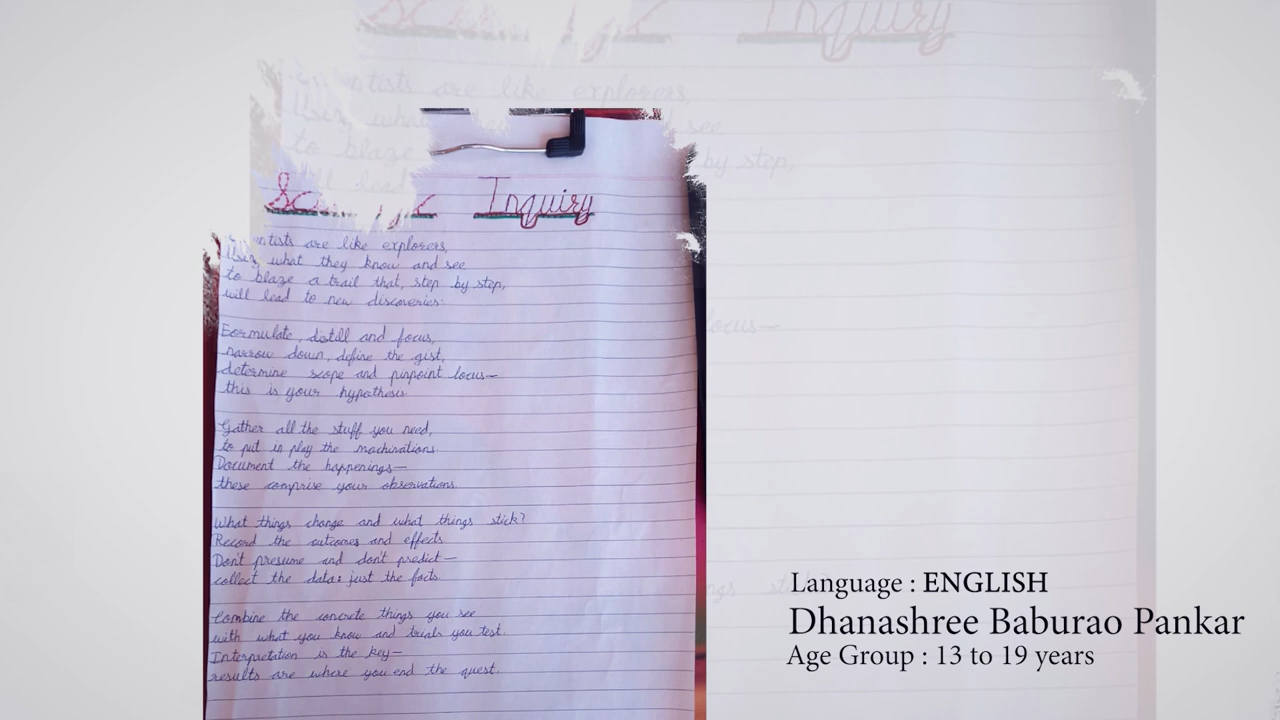 Inquiry
are like explorers,
Using what they know and see
to blaze a trail that, step by step,
will lead to new discoveries.
Formulate, distill and focus,
narrow down, define the gist,
determine scope and pinpoint locus—
this is your hypothesis.
Gather all the stuff you need,
to put in play the machinations
Document the happenings—
these comprise your observations.
What things change and what things stick?
Record the outcomes and effects
Don't presume and don't predict—
collect the data: just the facts.
Combine the concrete things you see
with what you know and trials you test.
Interpretation is the key—
results are where you end the quest.
Language : ENGLISH
Dhanashree Baburao Pankar
Age Group : 13 to 19 years